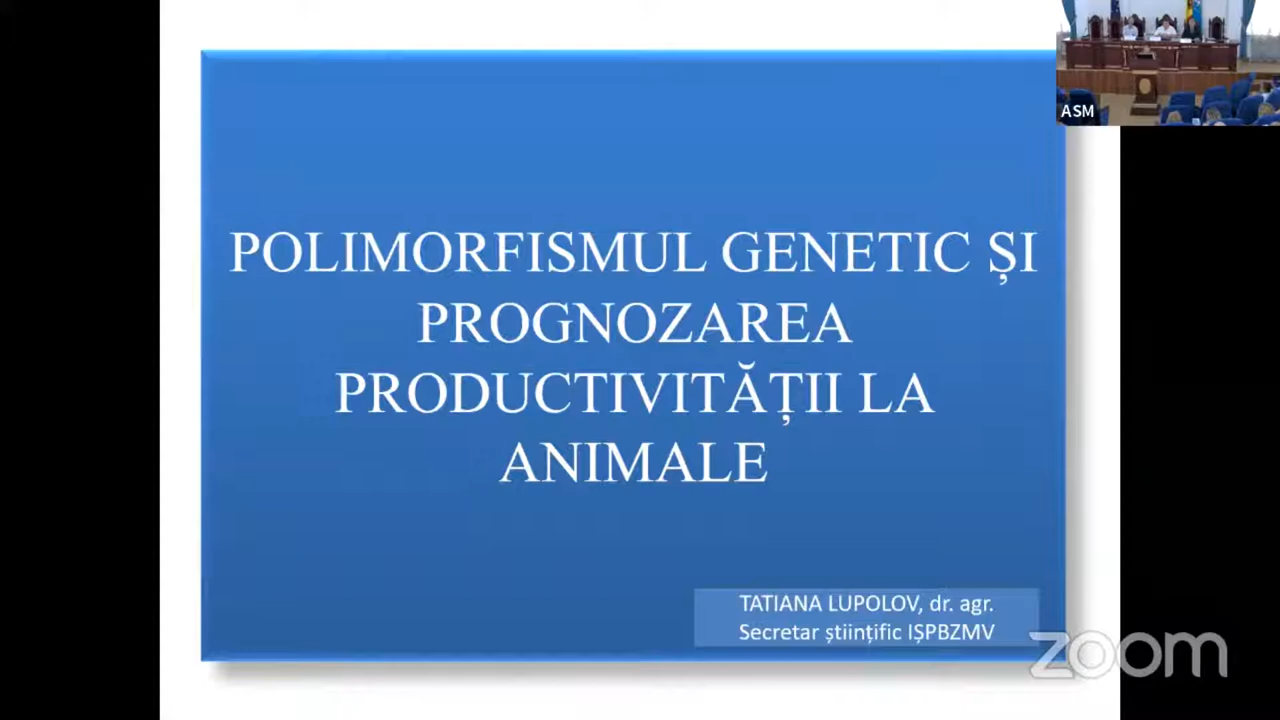 ASM
POLIMORFISMUL GENETIC ȘI
PROGNOZAREA
PRODUCTIVITĂȚII LA
ANIMALE
TATIANA LUPOLOV, dr. agr.
Secretar științific IȘPBZMV
zoom